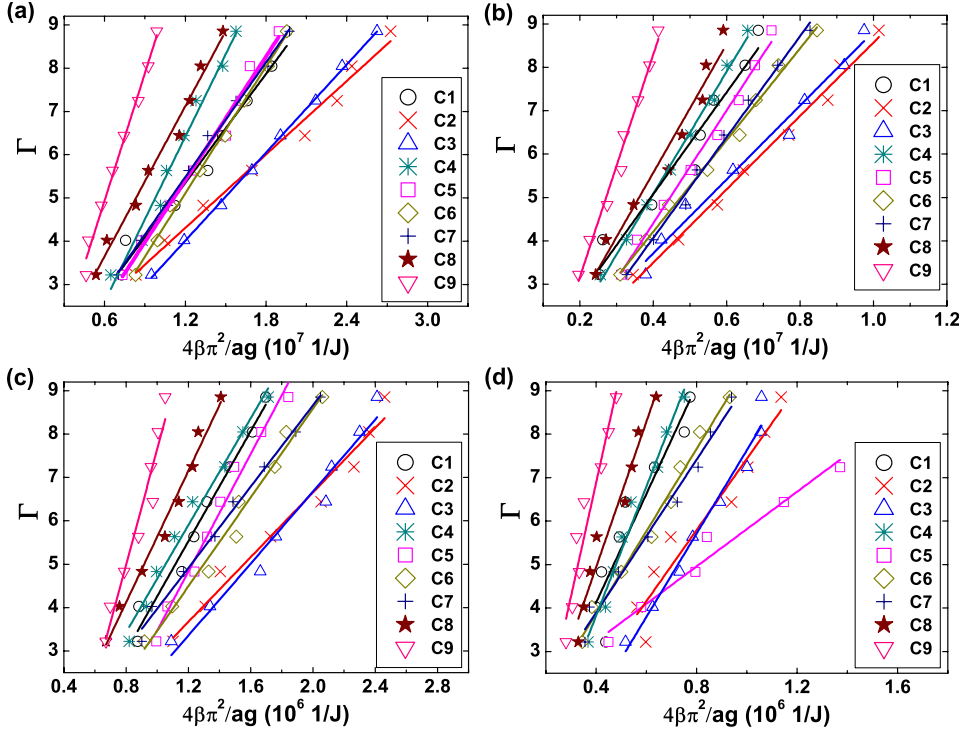 (a)
9
8
7
6
5
4
3
Γ
0.6 1.2 1.8 2.4 3.0
4βπ²/ag (10⁷ 1/J)
C1
C2
C3
C4
C5
C6
C7
C8
C9
(b)
9
8
7
6
5
4
3
Γ
0.2 0.4 0.6 0.8 1.0 1.2
4βπ²/ag (10⁷ 1/J)
C1
C2
C3
C4
C5
C6
C7
C8
C9
(c)
9
8
7
6
5
4
3
Γ
0.4 0.8 1.2 1.6 2.0 2.4 2.8
4βπ²/ag (10⁶ 1/J)
C1
C2
C3
C4
C5
C6
C7
C8
C9
(d)
9
8
7
6
5
4
3
Γ
0.4 0.8 1.2 1.6
4βπ²/ag (10⁶ 1/J)
C1
C2
C3
C4
C5
C6
C7
C8
C9